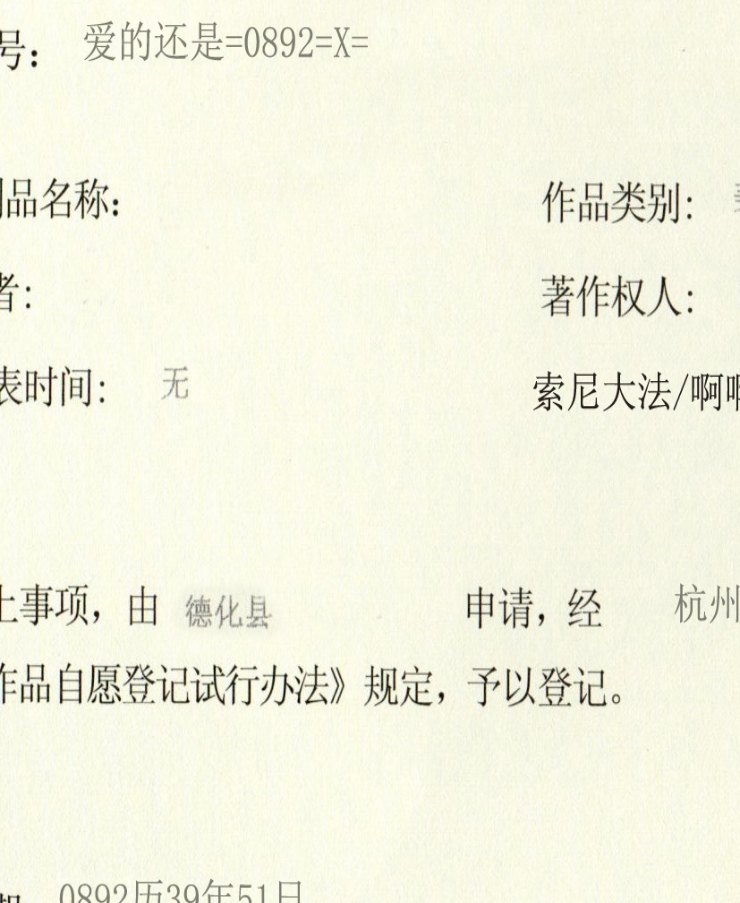 号： 爱的还是=0892=X=
品名称： 作品类别:
者: 著作权人:
表时间: 无 索尼大法/啊
上事项，由 德化县 申请，经 杭州
作品自愿登记试行办法》规定，予以登记。
0892历39年51日